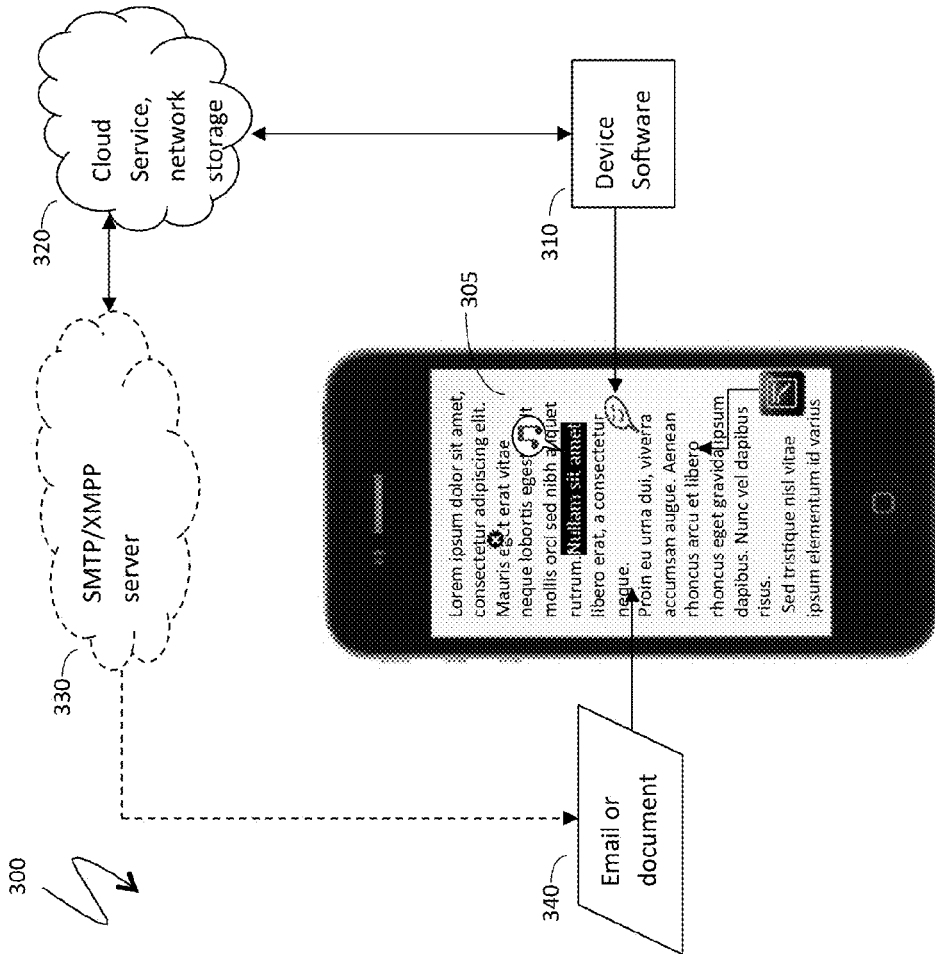 300
330
SMTP/XMPP
server
320
Cloud
Service,
network
storage
305
Lorem ipsum dolor sit amet,
consectetur adipiscing elit.
Mauris eget erat vitae
neque lobortis
mollis orci sed nibh aliquet
rutrum Nullam sit amet
libero erat, a consectetur
neque.
Proin eu urna dui, viverra
accumsan augue. Aenean
rhoncus arcu et libero
rhoncus eget gravida ipsum
dapibus. Nunc vel dapibus
risus.
Sed tristique nisl vitae
ipsum elementum id varius
340
Email or
document
310
Device
Software